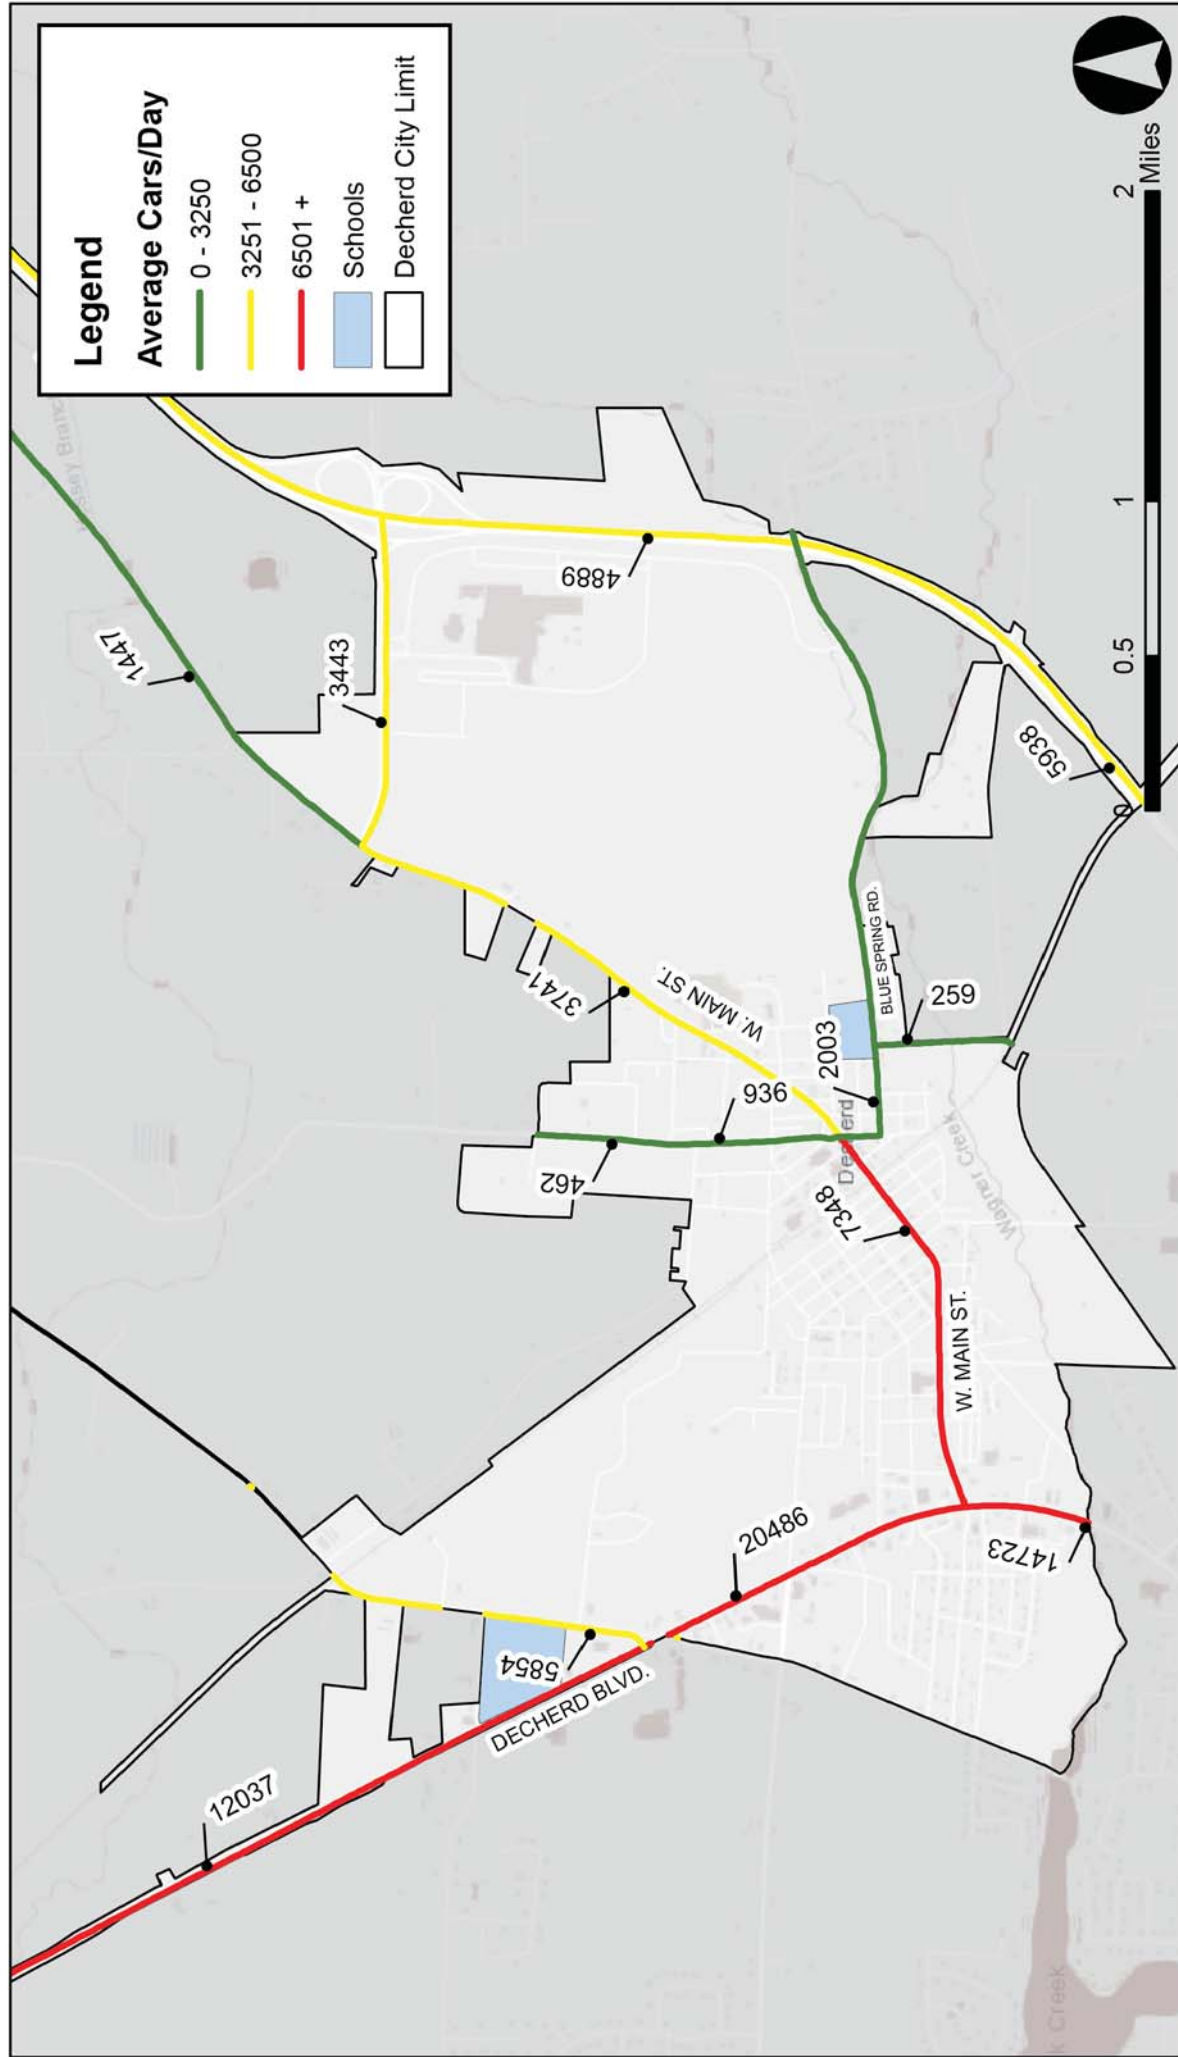 Legend
Average Cars/Day
0 - 3250
3251 - 6500
6501 +
Schools
Decherd City Limit
12037
5854
DECHERD BLVD.
20486
14723
W. MAIN ST.
7348
462
936
2003
259
BLUE SPRING RD.
W. MAIN ST.
3741
3443
1447
4889
5938
Wagner Creek
Creek
0
0.5
1
2
Miles